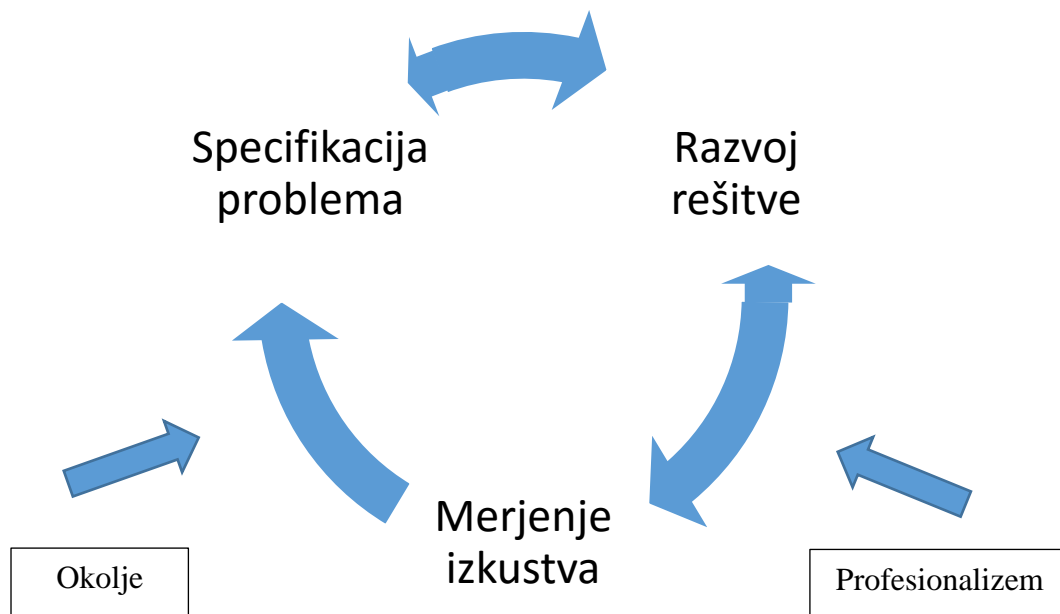 Specifikacija
problema
Razvoj
rešitve
Merjenje
izkustva
Okolje
Profesionalizem